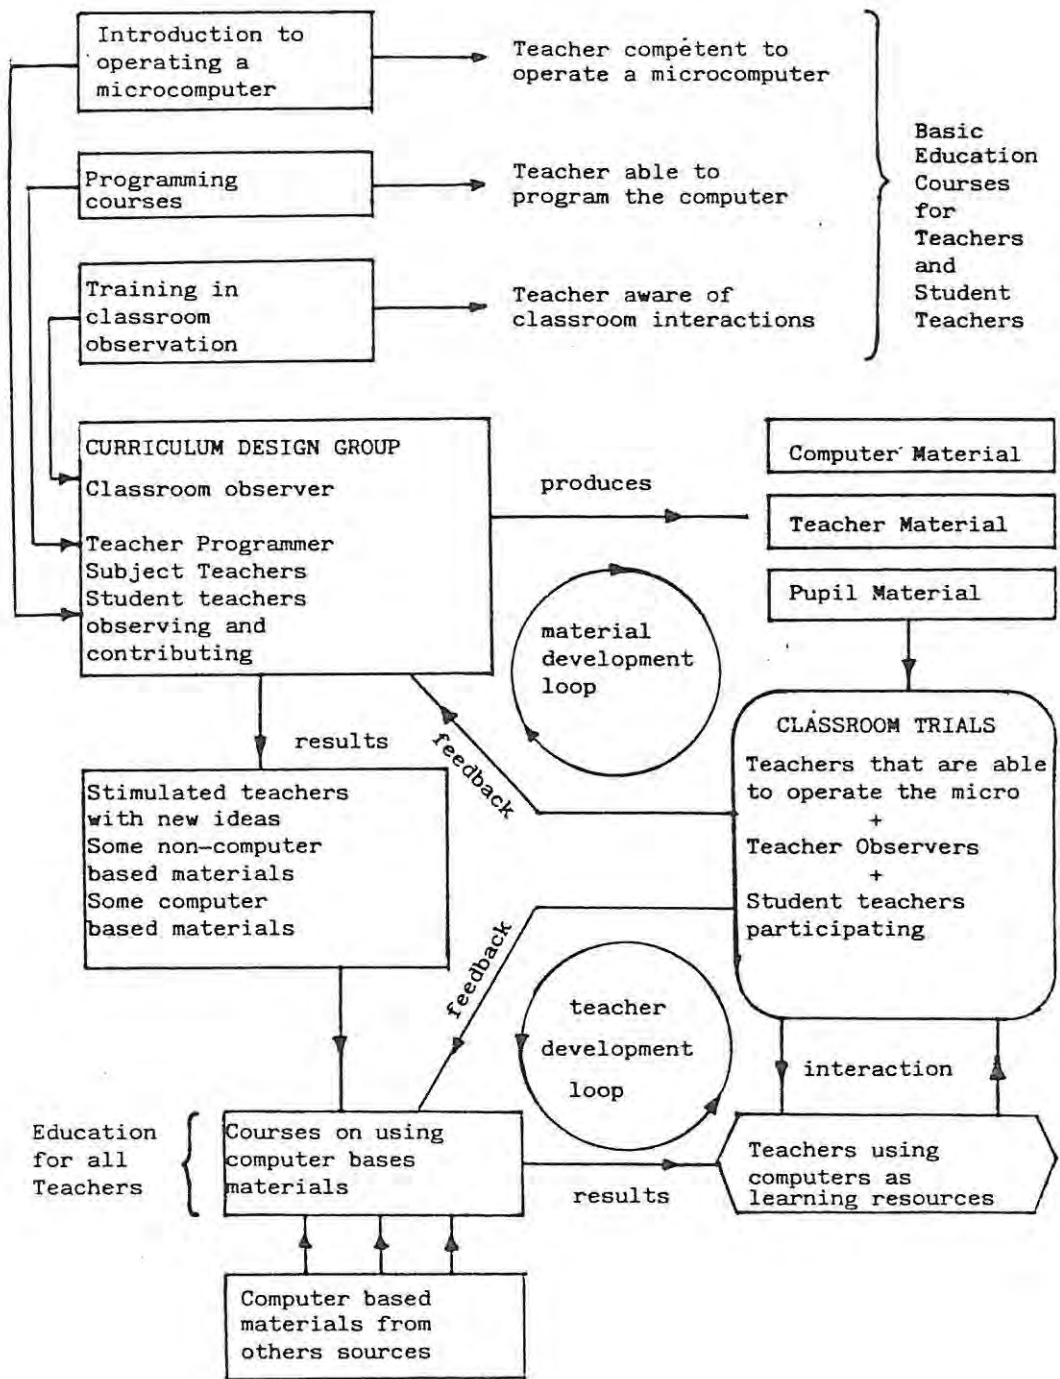 Introduction to
operating a
microcomputer
Teacher compétent to
operate a microcomputer
Programming
courses
Teacher able to
program the computer
Training in
classroom
observation
Teacher aware of
classroom interactions
Basic
Education
Courses
for
Teachers
and
Student
Teachers
CURRICULUM DESIGN GROUP
Classroom observer
Teacher Programmer
Subject Teachers
Student teachers
observing and
contributing
produces
Computer Material
Teacher Material
Pupil Material
material
development
loop
results
feedback
CLASSROOM TRIALS
Teachers that are able
to operate the micro
+
Teacher Observers
+
Student teachers
participating
Stimulated teachers
with new ideas
Some non-computer
based materials
Some computer
based materials
feedback
teacher
development
loop
interaction
Education
for all
Teachers
Courses on using
computer bases
materials
results
Teachers using
computers as
learning resources
Computer based
materials from
others sources